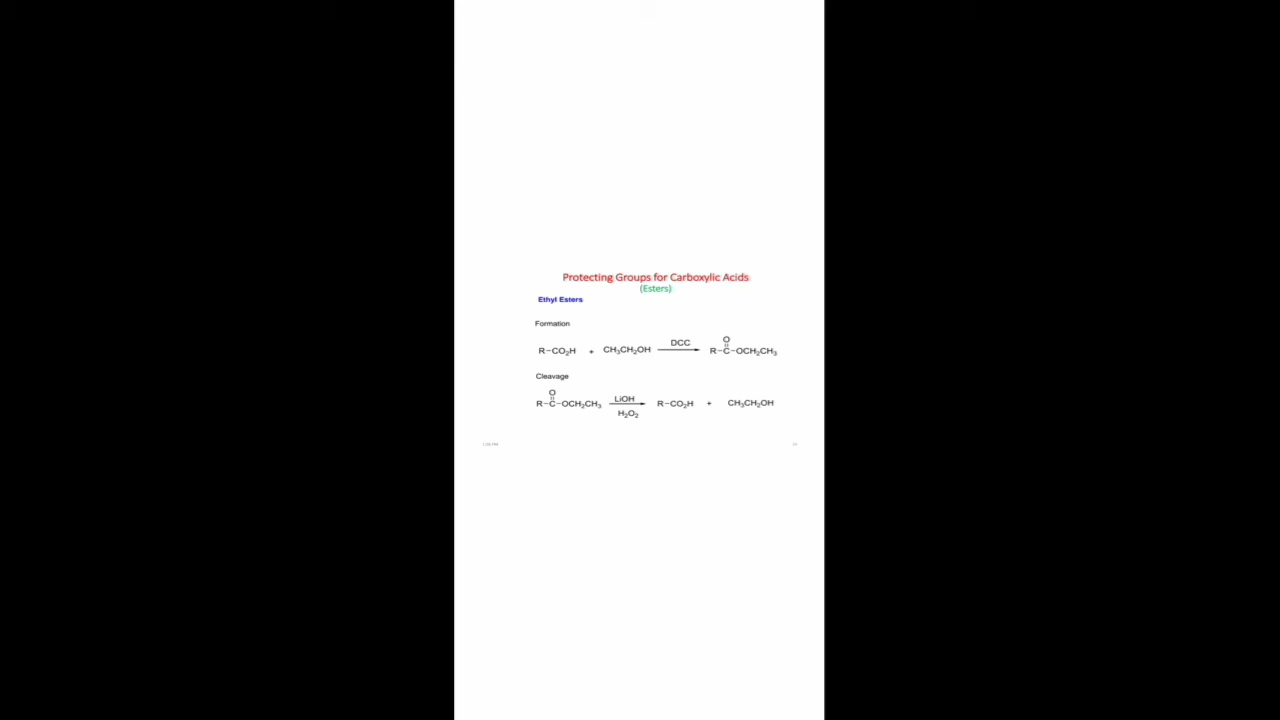 Protecting Groups for Carboxylic Acids
(Esters)
Ethyl Esters
Formation
R–CO₂H + CH₃CH₂OH DCC R–C–OCH₂CH₃
O
Cleavage
O
R–C–OCH₂CH₃ LiOH R–CO₂H + CH₃CH₂OH
H₂O₂